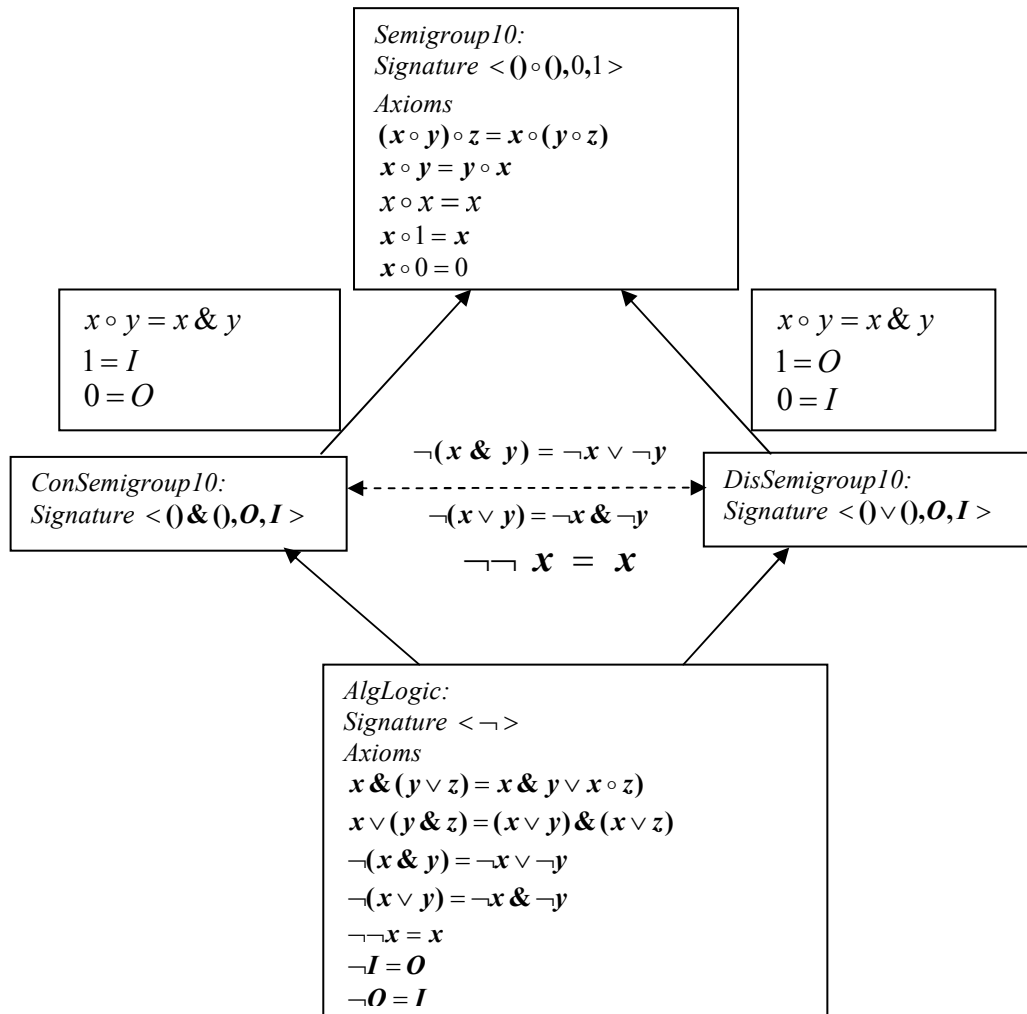 Semigroup10:
Signature < () ∘ (), 0, 1 >
Axioms
(x ∘ y) ∘ z = x ∘ (y ∘ z)
x ∘ y = y ∘ x
x ∘ x = x
x ∘ 1 = x
x ∘ 0 = 0
x ∘ y = x & y
1 = I
0 = O
x ∘ y = x & y
1 = O
0 = I
ConSemigroup10:
Signature < () & (), O, I >
¬(x & y) = ¬x ∨ ¬y
¬(x ∨ y) = ¬x & ¬y
¬¬ x = x
DisSemigroup10:
Signature < () ∨ (), O, I >
AlgLogic:
Signature < ¬ >
Axioms
x & (y ∨ z) = x & y ∨ x ∘ z)
x ∨ (y & z) = (x ∨ y) & (x ∨ z)
¬(x & y) = ¬x ∨ ¬y
¬(x ∨ y) = ¬x & ¬y
¬¬x = x
¬I = O
¬O = I